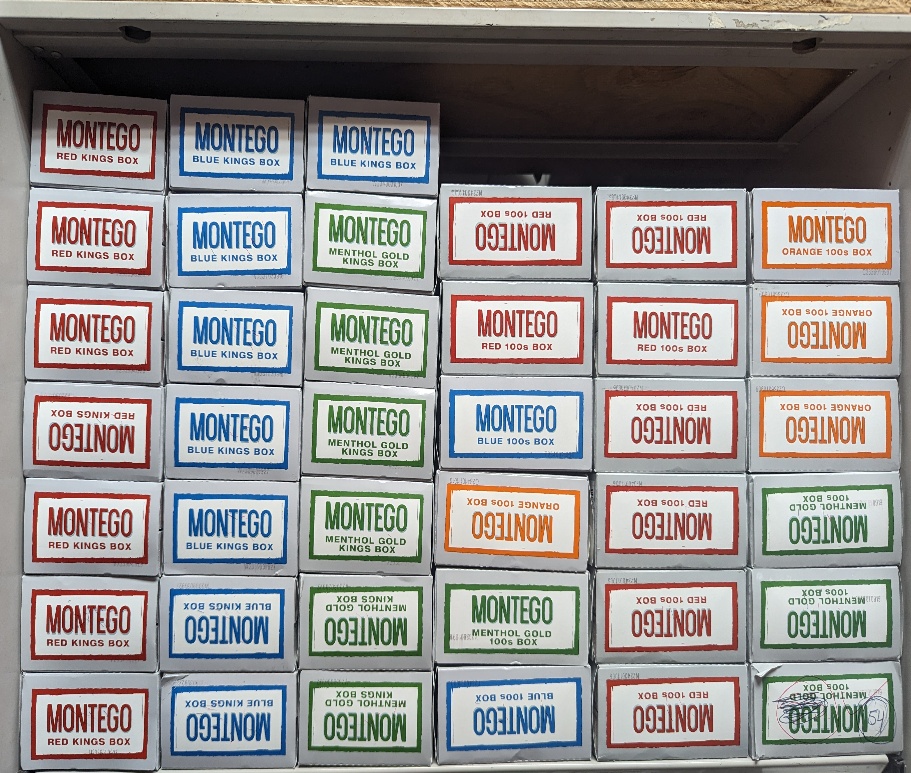 MONTEGO
RED KINGS BOX
MONTEGO
BLUE KINGS BOX
MONTEGO
BLUE KINGS BOX
MONTEGO
RED KINGS BOX
MONTEGO
BLUE KINGS BOX
MONTEGO
MENTHOL GOLD
KINGS BOX
MONTEGO
RED 100s BOX
MONTEGO
RED 100s BOX
MONTEGO
ORANGE 100s BOX
MONTEGO
RED KINGS BOX
MONTEGO
BLUE KINGS BOX
MONTEGO
MENTHOL GOLD
KINGS BOX
MONTEGO
RED 100s BOX
MONTEGO
RED 100s BOX
MONTEGO
ORANGE 100s BOX
MONTEGO
RED KINGS BOX
MONTEGO
BLUE KINGS BOX
MONTEGO
MENTHOL GOLD
KINGS BOX
MONTEGO
BLUE 100s BOX
MONTEGO
RED 100s BOX
MONTEGO
ORANGE 100s BOX
MONTEGO
RED KINGS BOX
MONTEGO
BLUE KINGS BOX
MONTEGO
MENTHOL GOLD
KINGS BOX
MONTEGO
ORANGE 100s BOX
MONTEGO
RED 100s BOX
MONTEGO
MENTHOL GOLD
100s BOX
MONTEGO
RED KINGS BOX
MONTEGO
BLUE KINGS BOX
MONTEGO
MENTHOL GOLD
KINGS BOX
MONTEGO
MENTHOL GOLD
100s BOX
MONTEGO
RED 100s BOX
MONTEGO
MENTHOL GOLD
100s BOX
MONTEGO
RED KINGS BOX
MONTEGO
BLUE KINGS BOX
MONTEGO
MENTHOL GOLD
KINGS BOX
MONTEGO
BLUE 100s BOX
MONTEGO
RED 100s BOX
MONTEGO
MENTHOL GOLD
100s BOX
54